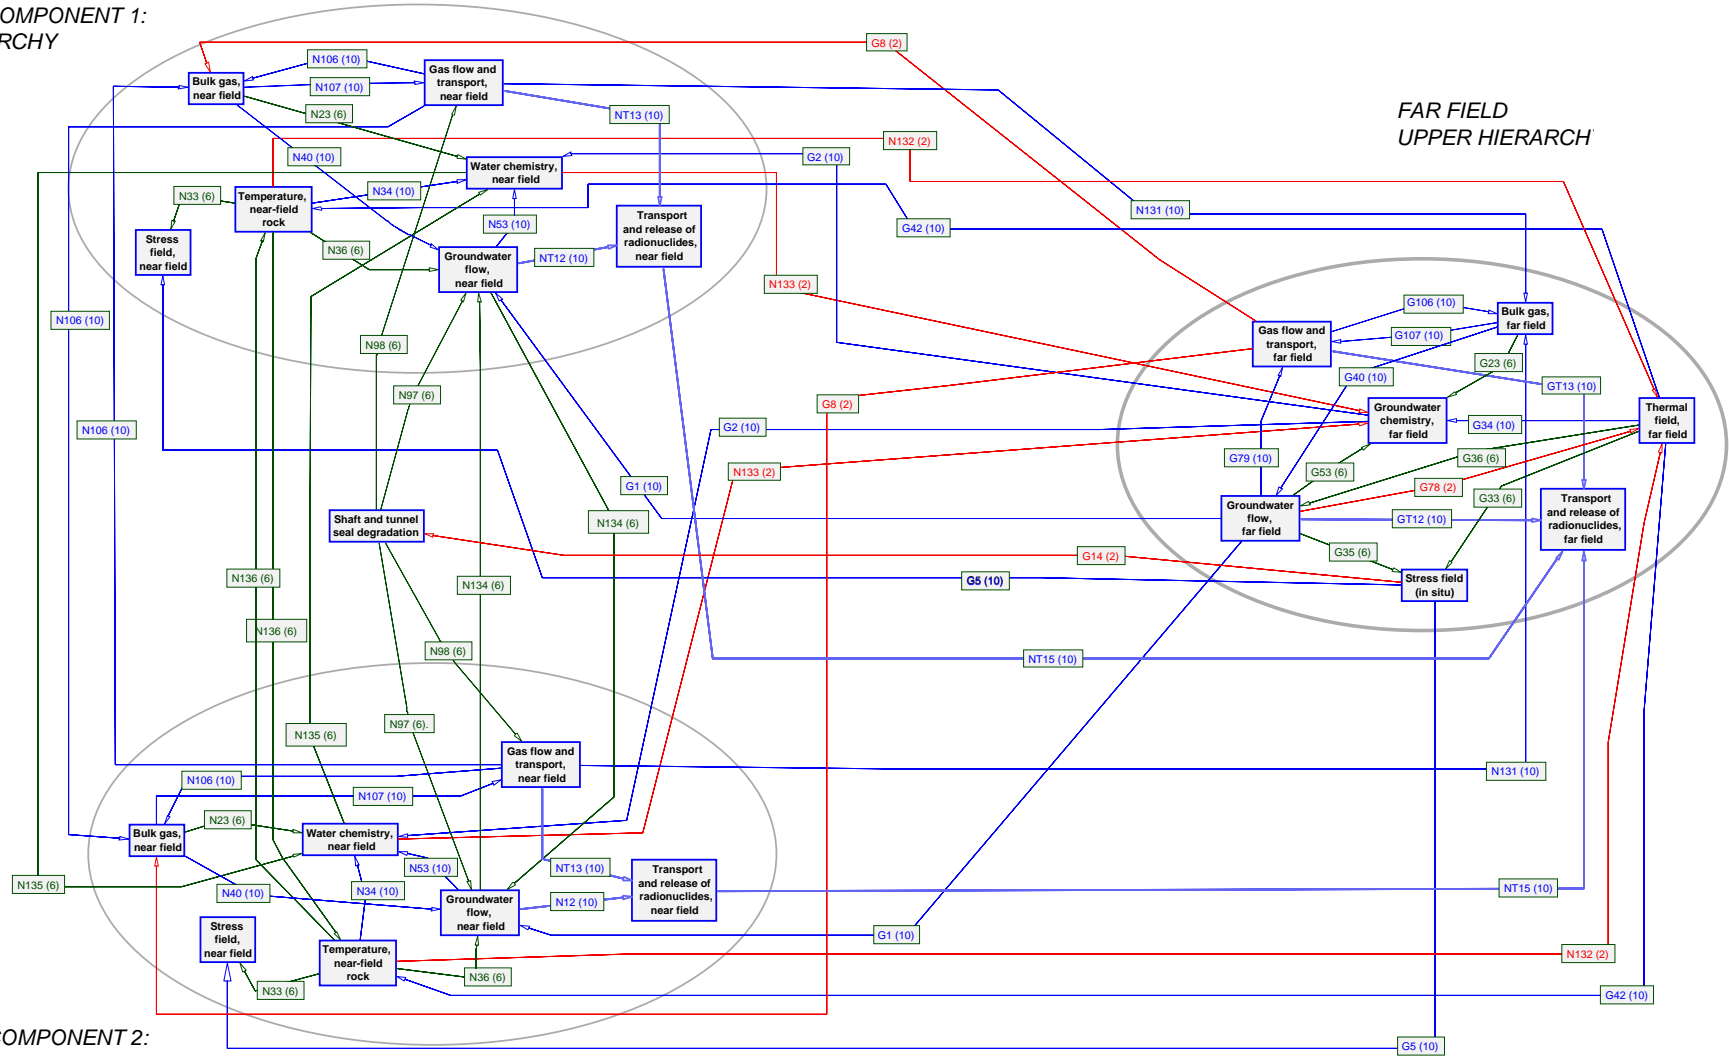 OMPONENT 1:
RCHY
G8 (2)
N106 (10)
Gas flow and
transport,
near field
Bulk gas,
near field
N107 (10)
N23 (6)
NT13 (10)
FAR FIELD
UPPER HIERARCH
N132 (2)
N40 (10)
G2 (10)
Water chemistry,
near field
N33 (6)
N34 (10)
Temperature,
near-field
rock
N131 (10)
Transport
and release of
radionuclides,
near field
N53 (10)
G42 (10)
Stress
field,
near field
N36 (6)
Groundwater
flow,
near field
NT12 (10)
N133 (2)
G106 (10)
Bulk gas,
far field
N106 (10)
Gas flow and
transport,
far field
G107 (10)
N98 (6)
G23 (6)
G40 (10)
GT13 (10)
N97 (6)
G8 (2)
Groundwater
chemistry,
far field
Thermal
field,
far field
N106 (10)
G2 (10)
G34 (10)
G79 (10)
G36 (6)
N133 (2)
G53 (6)
G1 (10)
G78 (2)
G33 (6)
Transport
and release of
radionuclides,
far field
Shaft and tunnel
seal degradation
N134 (6)
Groundwater
flow,
far field
GT12 (10)
G35 (6)
G14 (2)
N136 (6)
N134 (6)
G5 (10)
Stress field
(in situ)
N136 (6)
N98 (6)
NT15 (10)
N97 (6).
N135 (6)
Gas flow and
transport,
near field
N106 (10)
N131 (10)
N107 (10)
N23 (6)
Bulk gas,
near field
Water chemistry,
near field
N53 (10)
NT13 (10)
Transport
and release of
radionuclides,
near field
N135 (6)
N40 (10)
N34 (10)
NT15 (10)
Groundwater
flow,
near field
N12 (10)
Stress
field,
near field
G1 (10)
Temperature,
near-field
rock
N132 (2)
N36 (6)
N33 (6)
G42 (10)
OMPONENT 2:
G5 (10)